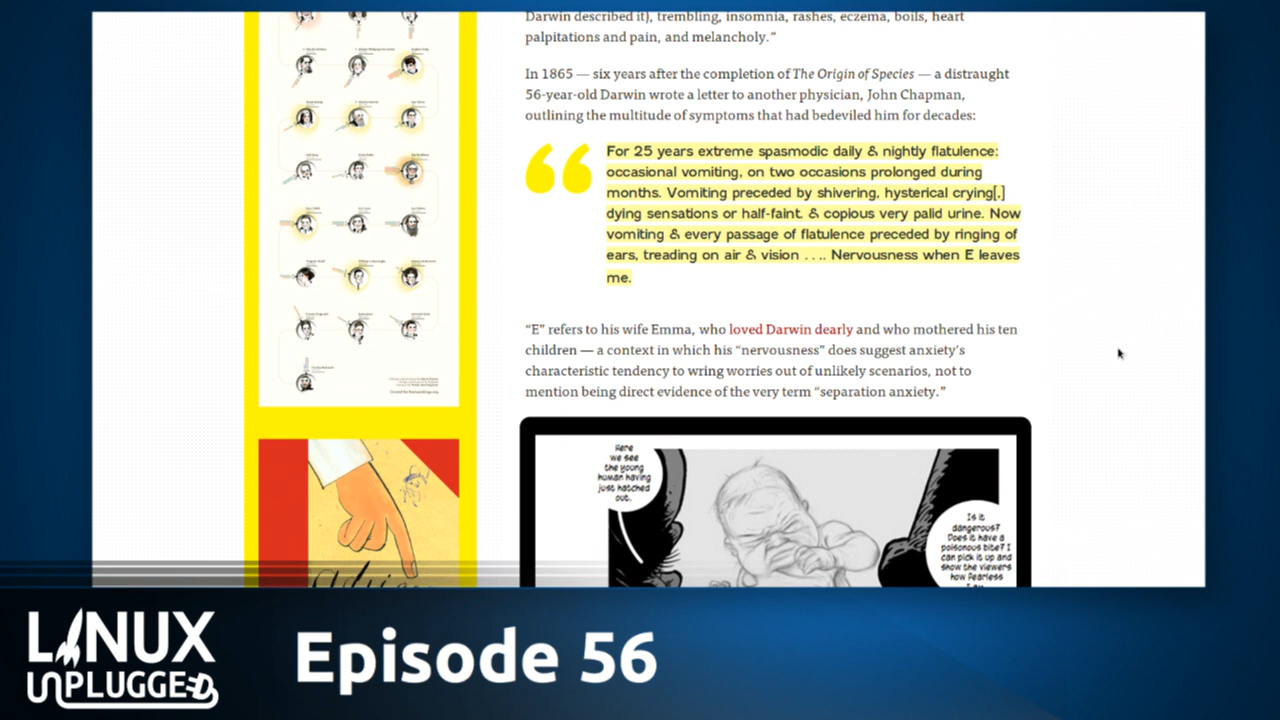 Darwin described it), trembling, insomnia, rashes, eczema, boils, heart
palpitations and pain, and melancholy.”
In 1865 — six years after the completion of The Origin of Species — a distraught
56-year-old Darwin wrote a letter to another physician, John Chapman,
outlining the multitude of symptoms that had bedeviled him for decades:
“
For 25 years extreme spasmodic daily & nightly flatulence:
occasional vomiting, on two occasions prolonged during
months. Vomiting preceded by shivering, hysterical crying[,]
dying sensations or half-faint. & copious very palid urine. Now
vomiting & every passage of flatulence preceded by ringing of
ears, treading on air & vision . . . . Nervousness when E leaves
me.
“E” refers to his wife Emma, who loved Darwin dearly and who mothered his ten
children — a context in which his “nervousness” does suggest anxiety’s
characteristic tendency to wring worries out of unlikely scenarios, not to
mention being direct evidence of the very term “separation anxiety.”
Here
we see
the young
human having
just hatched
out.
Is it
dangerous?
Does it have a
poisonous bite? I
can pick it up and
show the viewers
how fearless
LINUX
UNPLUGGED
Episode 56